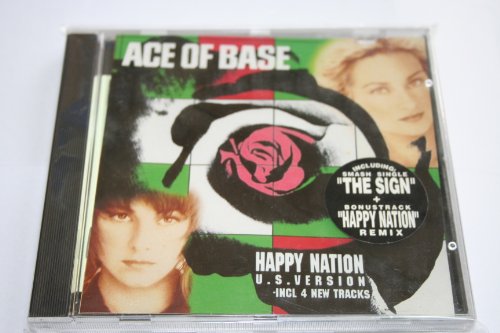 ACE OF BASE
INCLUDING:
SMASH SINGLE
"THE SIGN"
+
BONUSTRACK
"HAPPY NATION"
REMIX
HAPPY NATION
U.S. VERSION
-INCL 4 NEW TRACKS